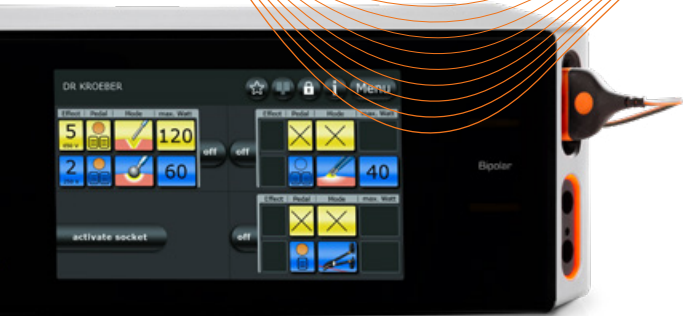 DR KROEBER
i
Menu
Effect Pedal Mode max. Watt
5
120
off
2
60
off
Effect Pedal Mode max. Watt
40
Bipolar
Effect Pedal Mode max. Watt
activate socket
off